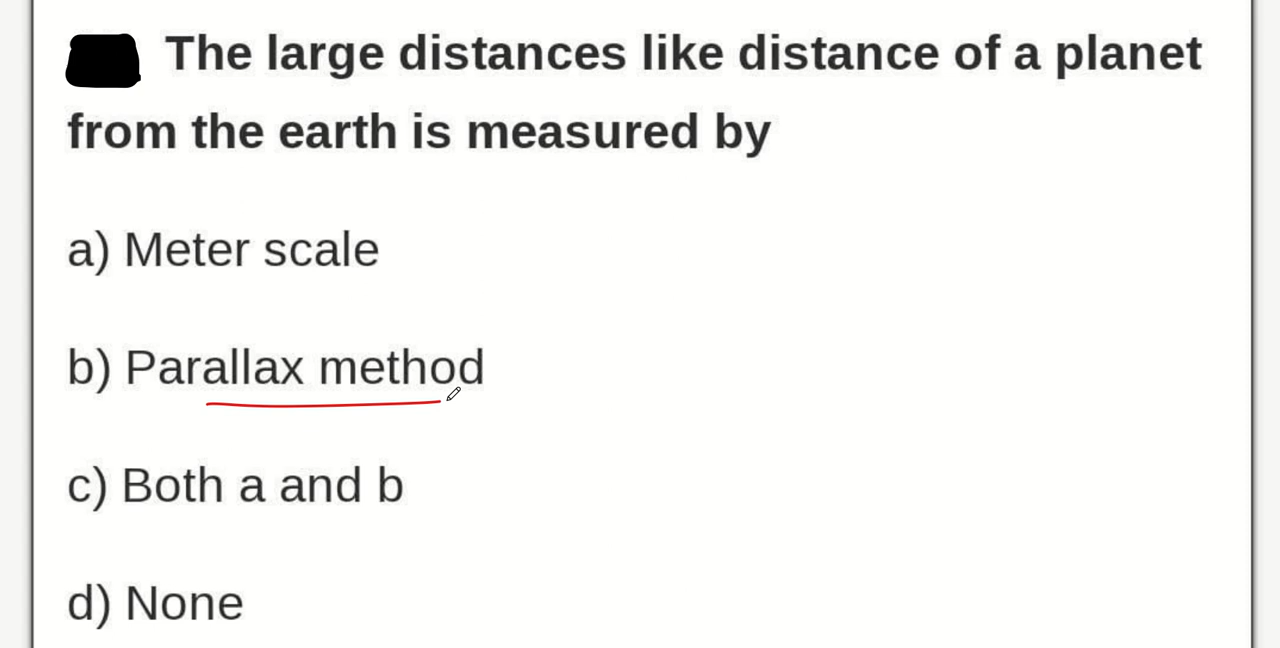 The large distances like distance of a planet
from the earth is measured by
a) Meter scale
b) Parallax method
c) Both a and b
d) None